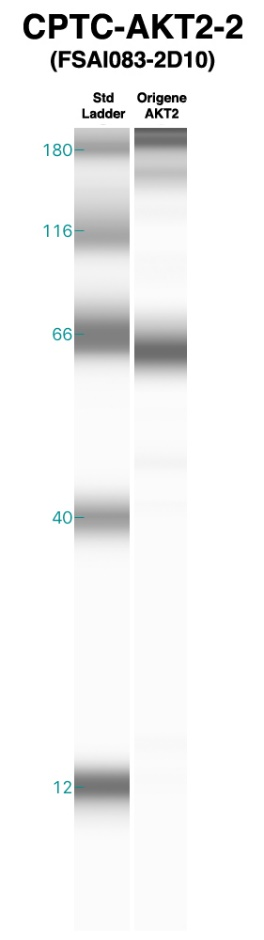 CPTC-AKT2-2
(FSAI083-2D10)
Std Origene
Ladder AKT2
180
116
66
40
12